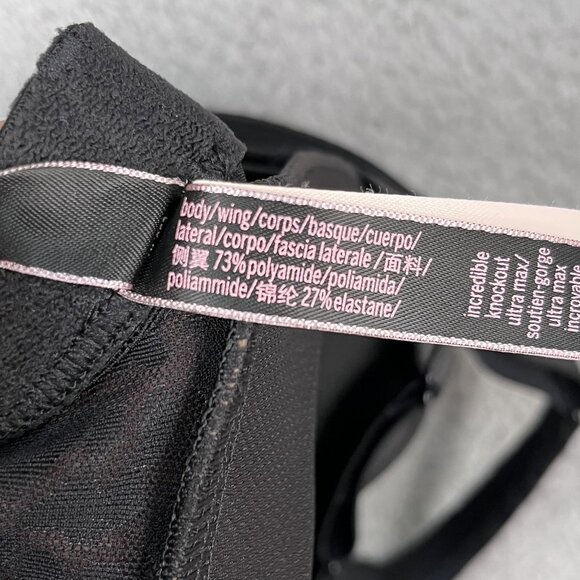 body/wing/corps/basque/cuerpo/
lateral/corpo/fascia laterale/面料/
侧翼 73% polyamide/poliamida/
poliammide/锦纶 27% elastane/
incredible
knockout
ultra max/
soutien-gorge
ultra max
incroyable